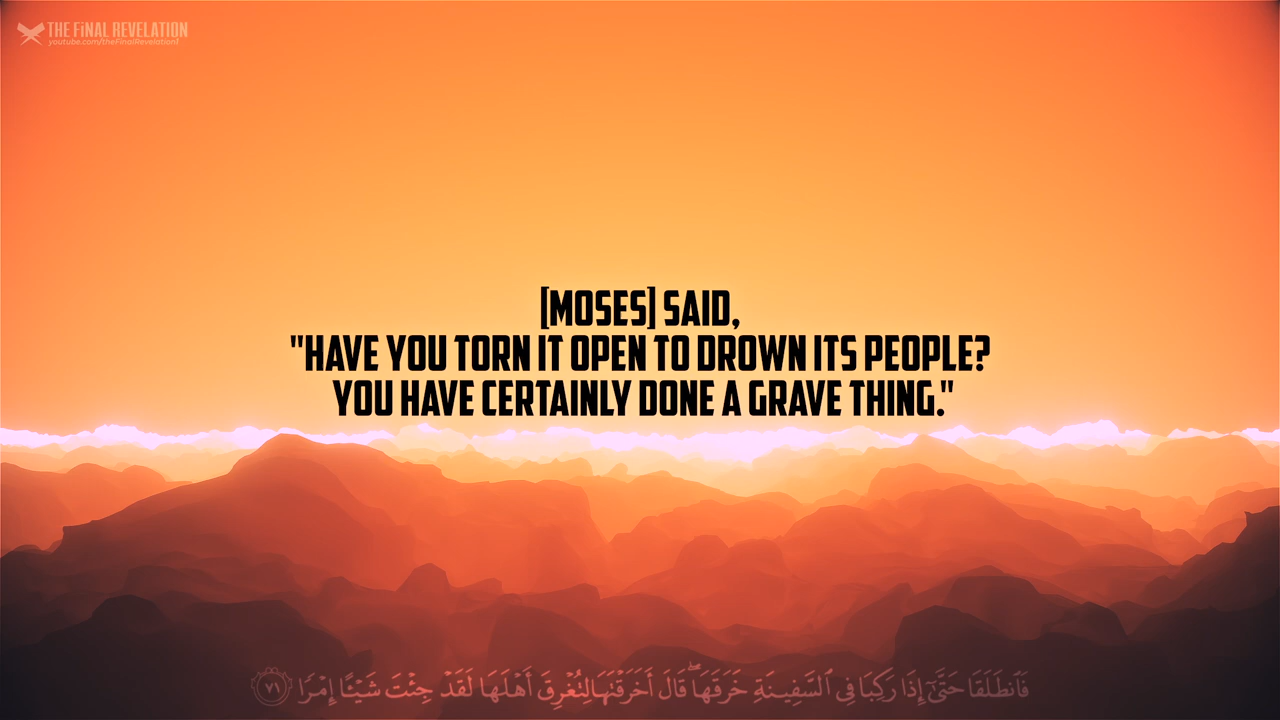 THE FiNAL REVELATION
youtube.com/theFinalRevelation1
[MOSES] SAID,
"HAVE YOU TORN IT OPEN TO DROWN ITS PEOPLE?
YOU HAVE CERTAINLY DONE A GRAVE THING."
فَٱنطَلَقَا حَتَّىٰٓ إِذَا رَكِبَا فِى ٱلسَّفِينَةِ خَرَقَهَا ۖ قَالَ أَخَرَقْتَهَا لِتُغْرِقَ أَهْلَهَا لَقَدْ جِئْتَ شَيْـًٔا إِمْرًا ٧١